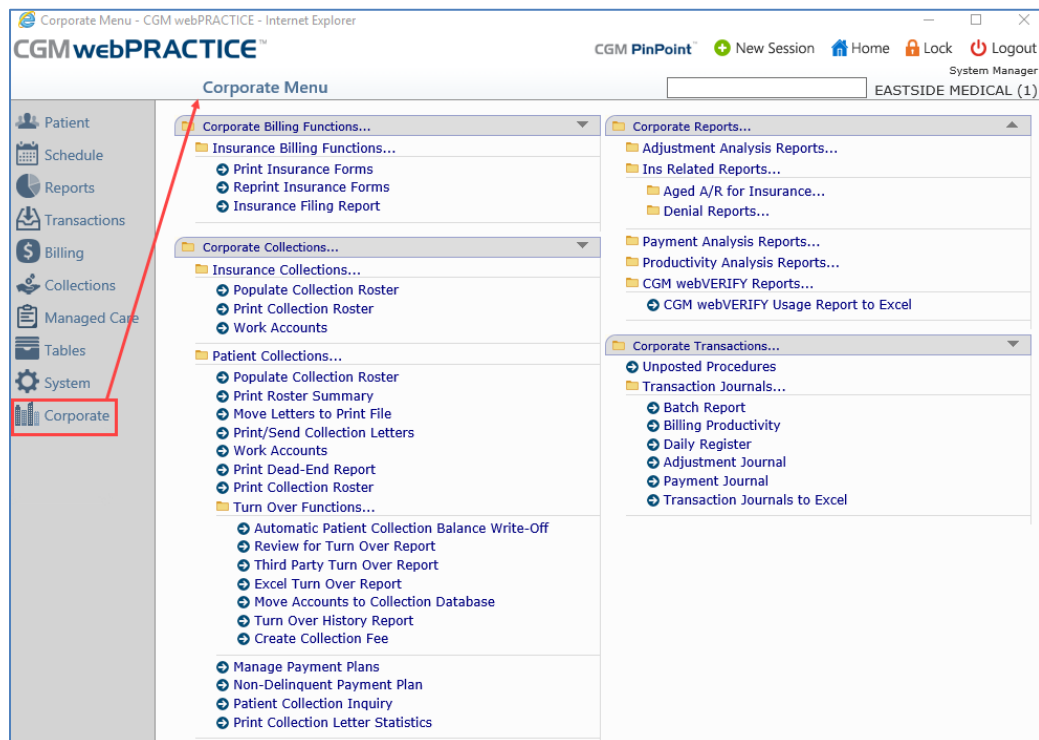 Corporate Menu - CGM webPRACTICE - Internet Explorer
CGM webPRACTICE™
CGM PinPoint™ New Session Home Lock Logout
System Manager
Corporate Menu
EASTSIDE MEDICAL (1)
Patient
Schedule
Reports
Transactions
Billing
Collections
Managed Care
Tables
System
Corporate
Corporate Billing Functions...
Insurance Billing Functions...
Print Insurance Forms
Reprint Insurance Forms
Insurance Filing Report
Corporate Collections...
Insurance Collections...
Populate Collection Roster
Print Collection Roster
Work Accounts
Patient Collections...
Populate Collection Roster
Print Roster Summary
Move Letters to Print File
Print/Send Collection Letters
Work Accounts
Print Dead-End Report
Print Collection Roster
Turn Over Functions...
Automatic Patient Collection Balance Write-Off
Review for Turn Over Report
Third Party Turn Over Report
Excel Turn Over Report
Move Accounts to Collection Database
Turn Over History Report
Create Collection Fee
Manage Payment Plans
Non-Delinquent Payment Plan
Patient Collection Inquiry
Print Collection Letter Statistics
Corporate Reports...
Adjustment Analysis Reports...
Ins Related Reports...
Aged A/R for Insurance...
Denial Reports...
Payment Analysis Reports...
Productivity Analysis Reports...
CGM webVERIFY Reports...
CGM webVERIFY Usage Report to Excel
Corporate Transactions...
Unposted Procedures
Transaction Journals...
Batch Report
Billing Productivity
Daily Register
Adjustment Journal
Payment Journal
Transaction Journals to Excel